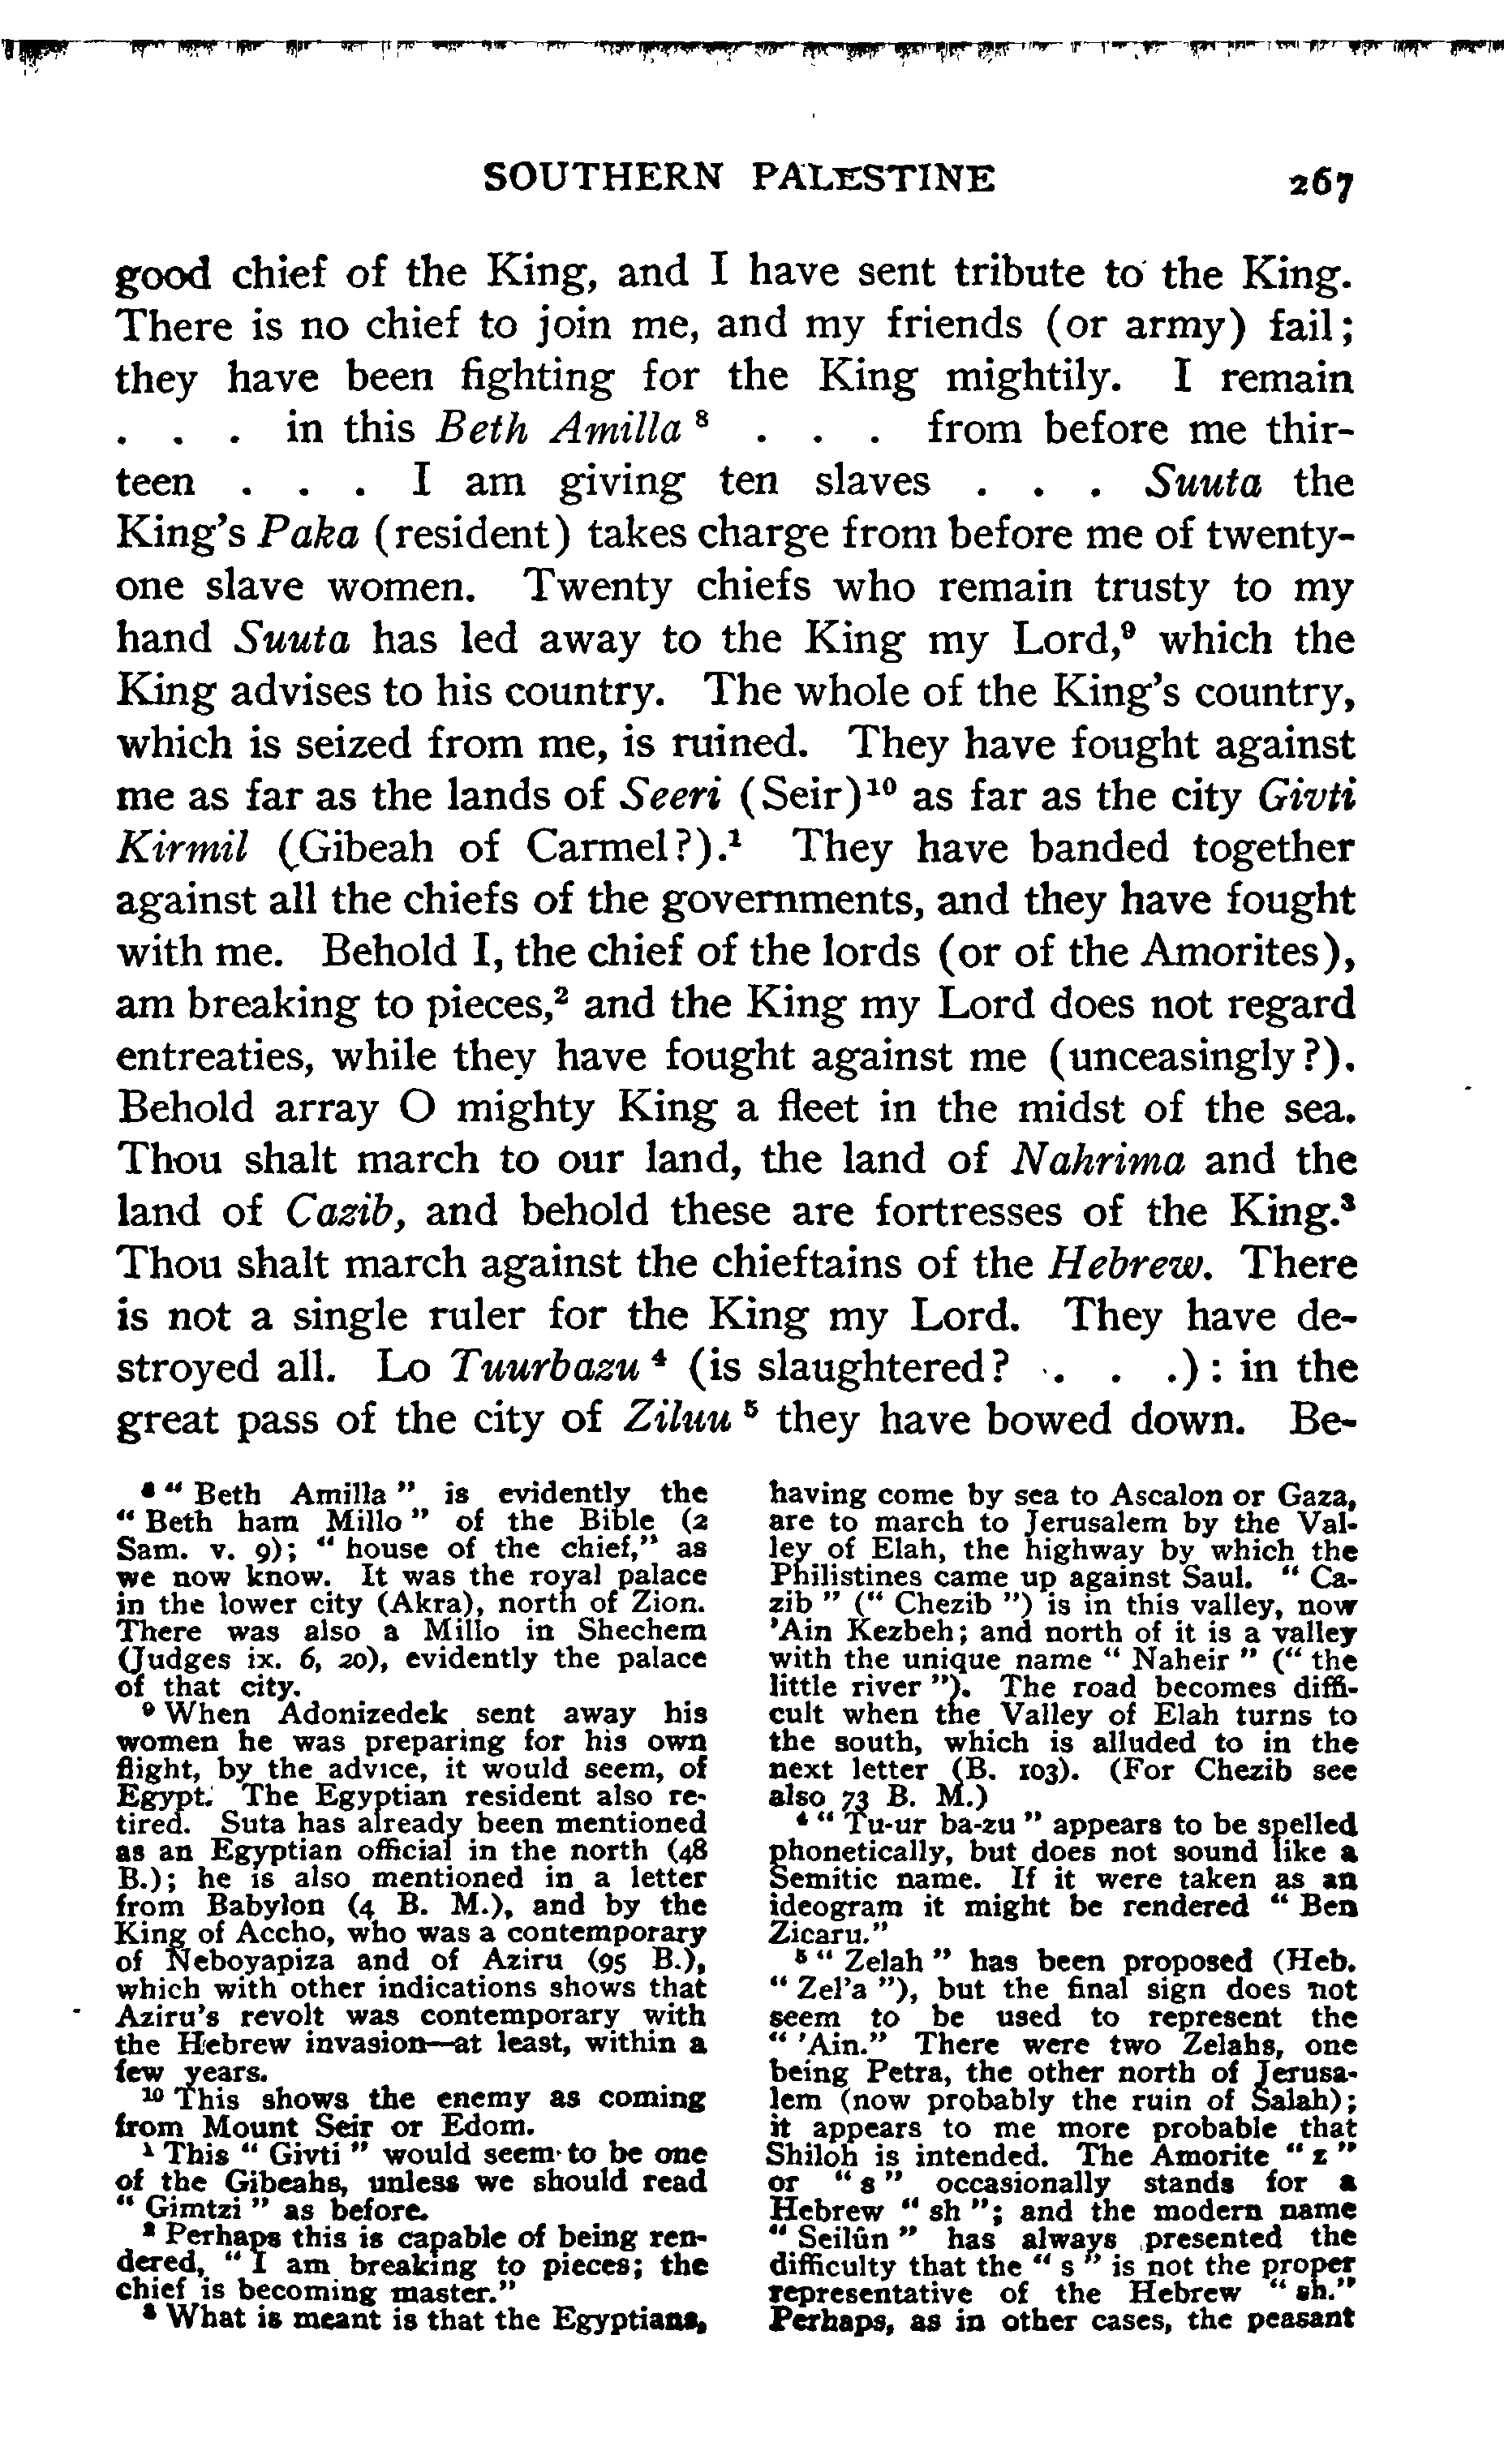 SOUTHERN PALESTINE 267
good chief of the King, and I have sent tribute to the King.
There is no chief to join me, and my friends (or army) fail;
they have been fighting for the King mightily. I remain
. . . in this Beth Amilla ⁸ . . . from before me thir-
teen . . . I am giving ten slaves . . . Suuta the
King's Paka (resident) takes charge from before me of twenty-
one slave women. Twenty chiefs who remain trusty to my
hand Suuta has led away to the King my Lord,⁹ which the
King advises to his country. The whole of the King's country,
which is seized from me, is ruined. They have fought against
me as far as the lands of Seeri (Seir)¹⁰ as far as the city Givti
Kirmil (Gibeah of Carmel?).¹ They have banded together
against all the chiefs of the governments, and they have fought
with me. Behold I, the chief of the lords (or of the Amorites),
am breaking to pieces,² and the King my Lord does not regard
entreaties, while they have fought against me (unceasingly?).
Behold array O mighty King a fleet in the midst of the sea.
Thou shalt march to our land, the land of Nahrima and the
land of Cazib, and behold these are fortresses of the King.³
Thou shalt march against the chieftains of the Hebrew. There
is not a single ruler for the King my Lord. They have de-
stroyed all. Lo Tuurbazu ⁴ (is slaughtered? . . .) : in the
great pass of the city of Ziluu ⁵ they have bowed down. Be-
⁸ "Beth Amilla" is evidently the
"Beth ham Millo" of the Bible (2
Sam. v. 9); "house of the chief," as
we now know. It was the royal palace
in the lower city (Akra), north of Zion.
There was also a Millo in Shechem
(Judges ix. 6, 20), evidently the palace
of that city.
⁹ When Adonizedek sent away his
women he was preparing for his own
flight, by the advice, it would seem, of
Egypt. The Egyptian resident also re-
tired. Suta has already been mentioned
as an Egyptian official in the north (48
B.); he is also mentioned in a letter
from Babylon (4 B. M.), and by the
King of Accho, who was a contemporary
of Neboyapiza and of Aziru (95 B.),
which with other indications shows that
Aziru's revolt was contemporary with
the Hebrew invasion—at least, within a
few years.
¹⁰ This shows the enemy as coming
from Mount Seir or Edom.
¹ This "Givti" would seem to be one
of the Gibeahs, unless we should read
"Gimtzi" as before.
² Perhaps this is capable of being ren-
dered, "I am breaking to pieces; the
chief is becoming master."
³ What is meant is that the Egyptians,
having come by sea to Ascalon or Gaza,
are to march to Jerusalem by the Val-
ley of Elah, the highway by which the
Philistines came up against Saul. "Ca-
zib" ("Chezib") is in this valley, now
'Ain Kezbeh; and north of it is a valley
with the unique name "Naheir" ("the
little river"). The road becomes diffi-
cult when the Valley of Elah turns to
the south, which is alluded to in the
next letter (B. 103). (For Chezib see
also 73 B. M.)
⁴ "Tu-ur ba-zu" appears to be spelled
phonetically, but does not sound like a
Semitic name. If it were taken as an
ideogram it might be rendered "Ben
Zicaru."
⁵ "Zelah" has been proposed (Heb.
"Zel'a"), but the final sign does not
seem to be used to represent the
"'Ain." There were two Zelahs, one
being Petra, the other north of Jerusa-
lem (now probably the ruin of Salah);
it appears to me more probable that
Shiloh is intended. The Amorite "z"
or "s" occasionally stands for a
Hebrew "sh"; and the modern name
"Seilûn" has always presented the
difficulty that the "s" is not the proper
representative of the Hebrew "sh."
Perhaps, as in other cases, the peasant